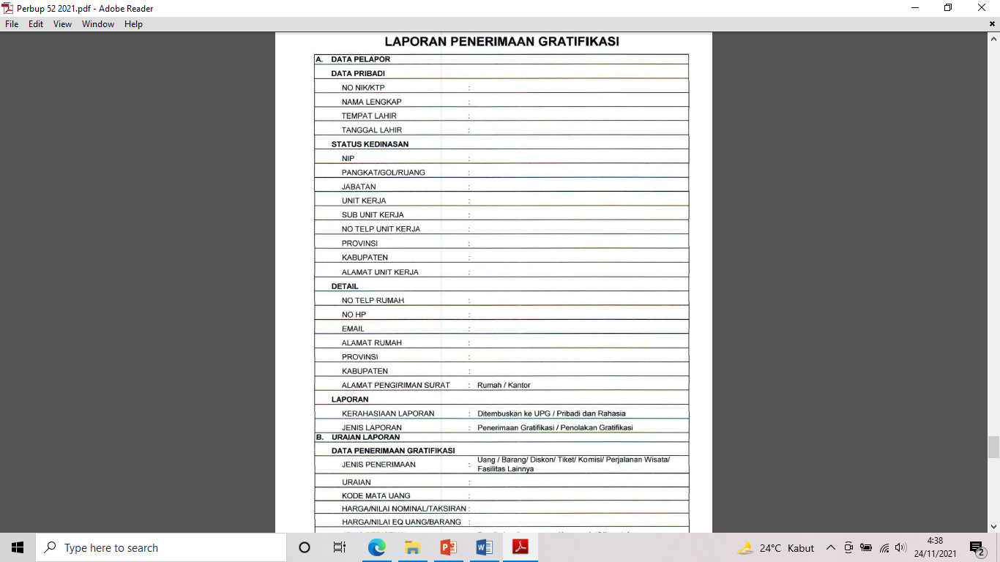 Perbup 52 2021.pdf - Adobe Reader
File Edit View Window Help
LAPORAN PENERIMAAN GRATIFIKASI
A. DATA PELAPOR
DATA PRIBADI
NO NIK/KTP :
NAMA LENGKAP :
TEMPAT LAHIR :
TANGGAL LAHIR :
STATUS KEDINASAN
NIP :
PANGKAT/GOL/RUANG :
JABATAN :
UNIT KERJA :
SUB UNIT KERJA :
NO TELP UNIT KERJA :
PROVINSI :
KABUPATEN :
ALAMAT UNIT KERJA :
DETAIL
NO TELP RUMAH :
NO HP :
EMAIL :
ALAMAT RUMAH :
PROVINSI :
KABUPATEN :
ALAMAT PENGIRIMAN SURAT : Rumah / Kantor
LAPORAN
KERAHASIAAN LAPORAN : Ditembuskan ke UPG / Pribadi dan Rahasia
JENIS LAPORAN : Penerimaan Gratifikasi / Penolakan Gratifikasi
B. URAIAN LAPORAN
DATA PENERIMAAN GRATIFIKASI
JENIS PENERIMAAN : Uang / Barang/ Diskon/ Tiket/ Komisi/ Perjalanan Wisata/
Fasilitas Lainnya
URAIAN :
KODE MATA UANG :
HARGA/NILAI NOMINAL/TAKSIRAN :
HARGA/NILAI EQ UANG/BARANG :
Type here to search
24°C Kabut
4:38
24/11/2021
2